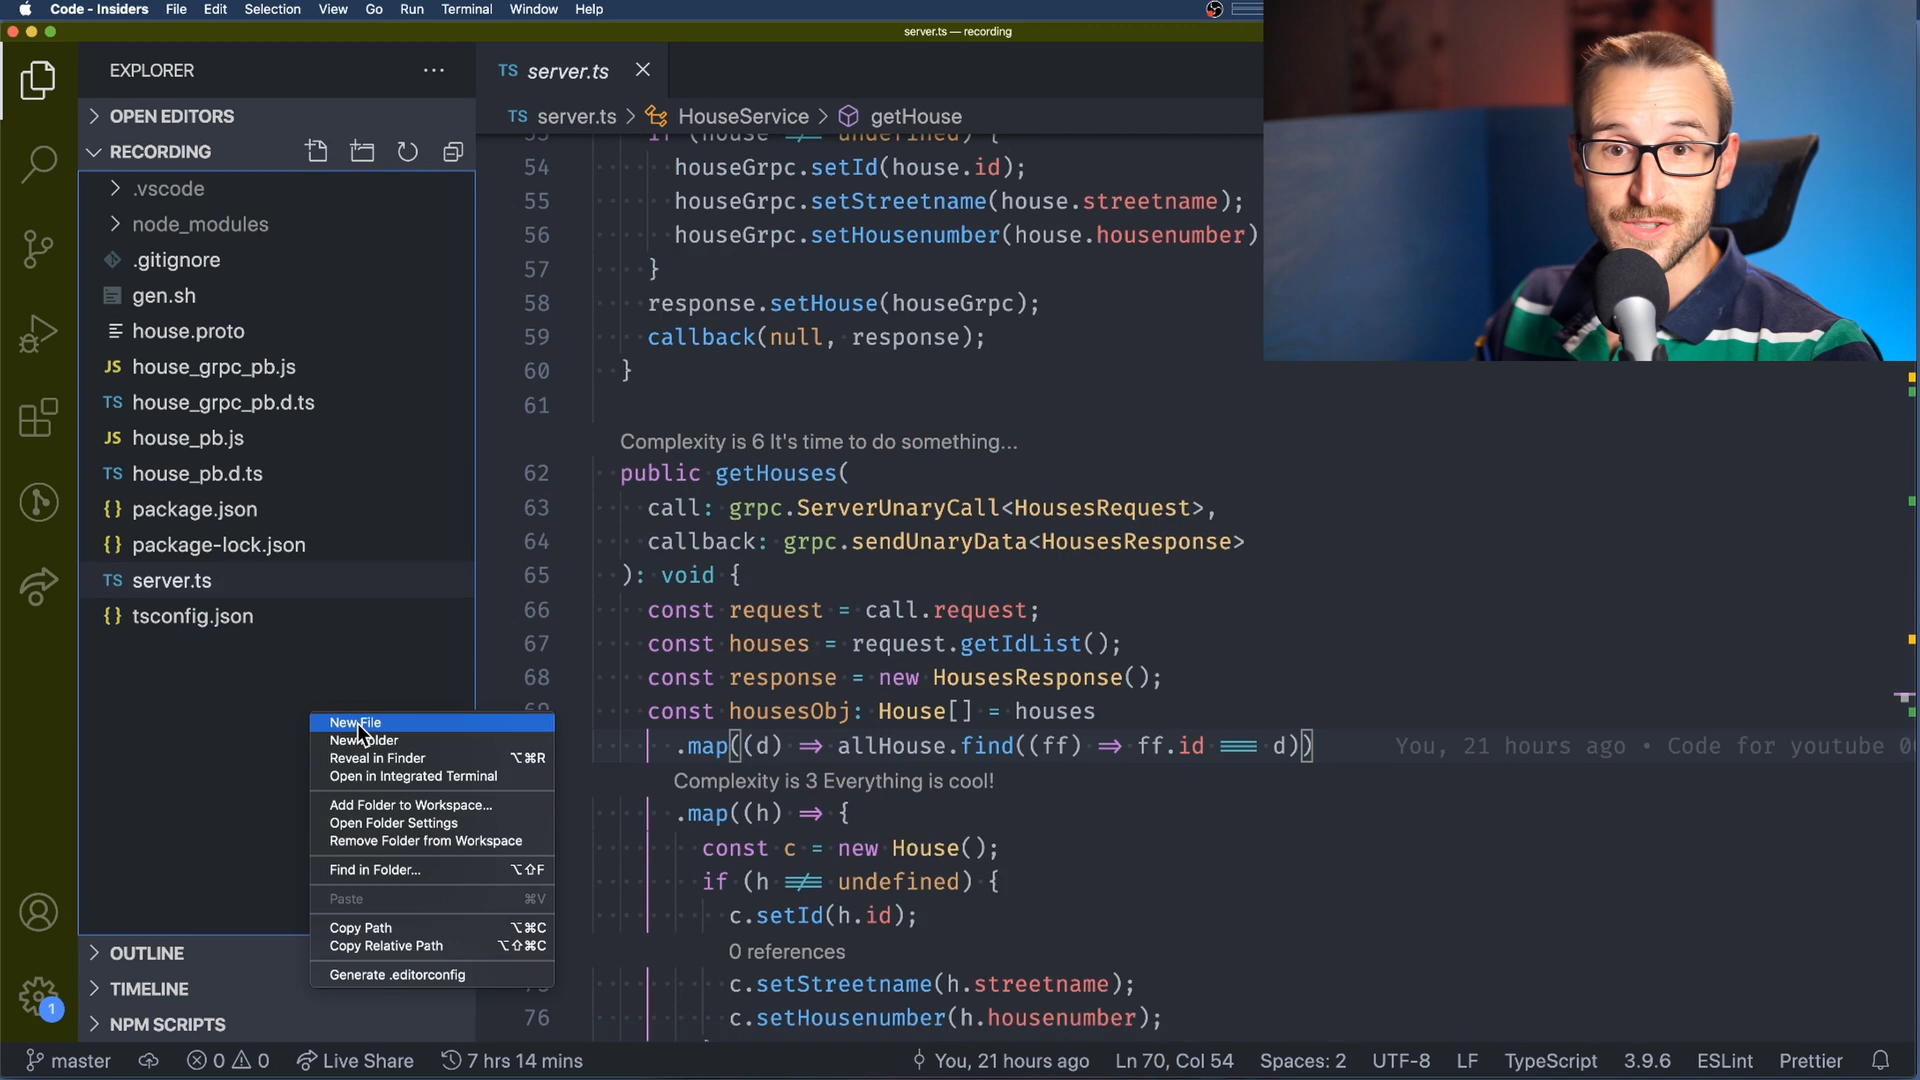 Code - Insiders File Edit Selection View Go Run Terminal Window Help
server.ts — recording
EXPLORER ...
TS server.ts
OPEN EDITORS
TS server.ts > HouseService > getHouse
RECORDING
.vscode
node_modules
.gitignore
gen.sh
house.proto
JS house_grpc_pb.js
TS house_grpc_pb.d.ts
JS house_pb.js
TS house_pb.d.ts
{} package.json
{} package-lock.json
TS server.ts
{} tsconfig.json
53 if (house ≠≠ undefined) {
54 houseGrpc.setId(house.id);
55 houseGrpc.setStreetname(house.streetname);
56 houseGrpc.setHousenumber(house.housenumber)
57 }
58 response.setHouse(houseGrpc);
59 callback(null, response);
60 }
61
Complexity is 6 It's time to do something...
62 public getHouses(
63 call: grpc.ServerUnaryCall<HousesRequest>,
64 callback: grpc.sendUnaryData<HousesResponse>
65 ): void {
66 const request = call.request;
67 const houses = request.getIdList();
68 const response = new HousesResponse();
69 const housesObj: House[] = houses
.map((d) ⇒ allHouse.find((ff) ⇒ ff.id ≡ d)) You, 21 hours ago • Code for youtube
Complexity is 3 Everything is cool!
.map((h) ⇒ {
const c = new House();
if (h ≢ undefined) {
c.setId(h.id);
0 references
c.setStreetname(h.streetname);
76 c.setHousenumber(h.housenumber);
New File
New Folder
Reveal in Finder ⌥⌘R
Open in Integrated Terminal
Add Folder to Workspace...
Open Folder Settings
Remove Folder from Workspace
Find in Folder... ⌥⇧F
Paste ⌘V
Copy Path ⌥⌘C
Copy Relative Path ⌥⇧⌘C
Generate .editorconfig
OUTLINE
TIMELINE
1
NPM SCRIPTS
master 0 0 Live Share 7 hrs 14 mins You, 21 hours ago Ln 70, Col 54 Spaces: 2 UTF-8 LF TypeScript 3.9.6 ESLint Prettier